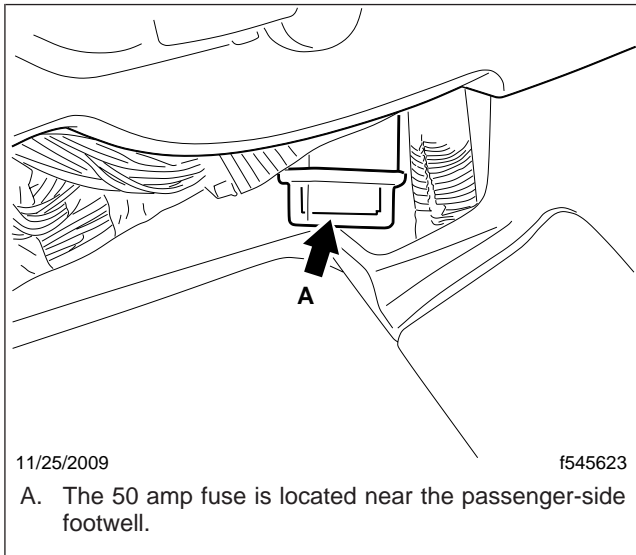 A
11/25/2009 f545623
A. The 50 amp fuse is located near the passenger-side
footwell.